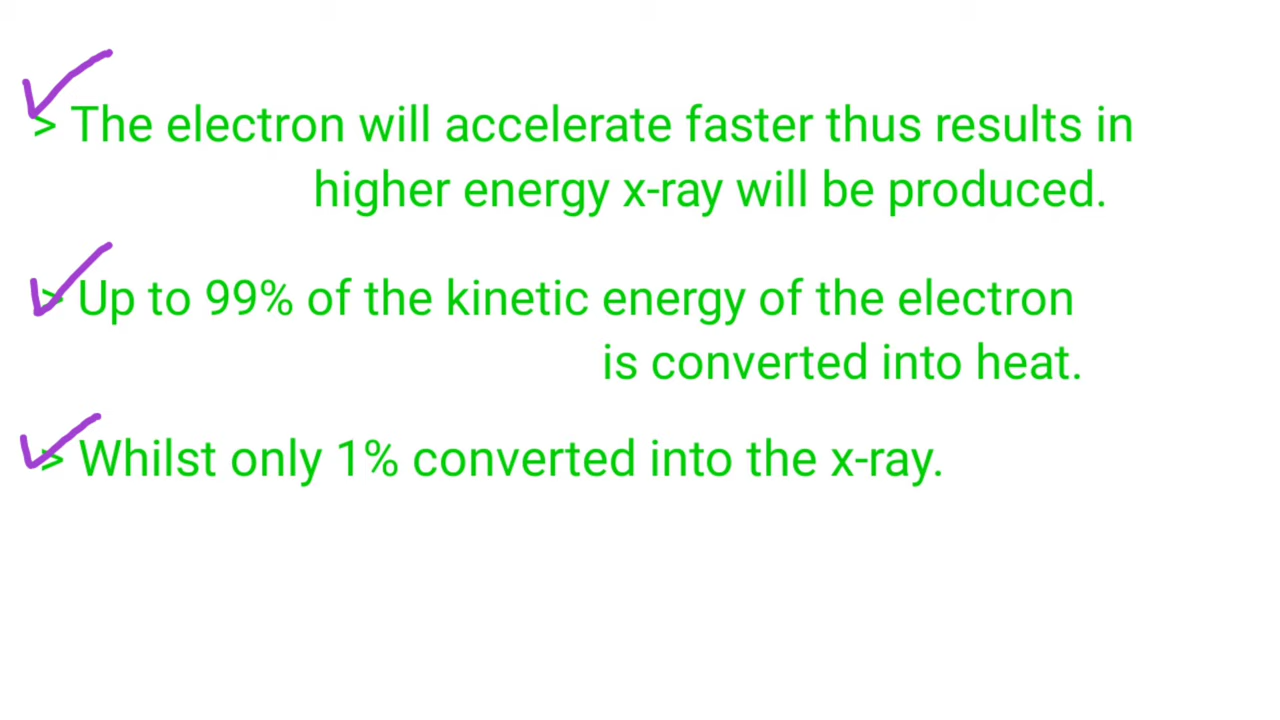 > The electron will accelerate faster thus results in
higher energy x-ray will be produced.
> Up to 99% of the kinetic energy of the electron
is converted into heat.
> Whilst only 1% converted into the x-ray.